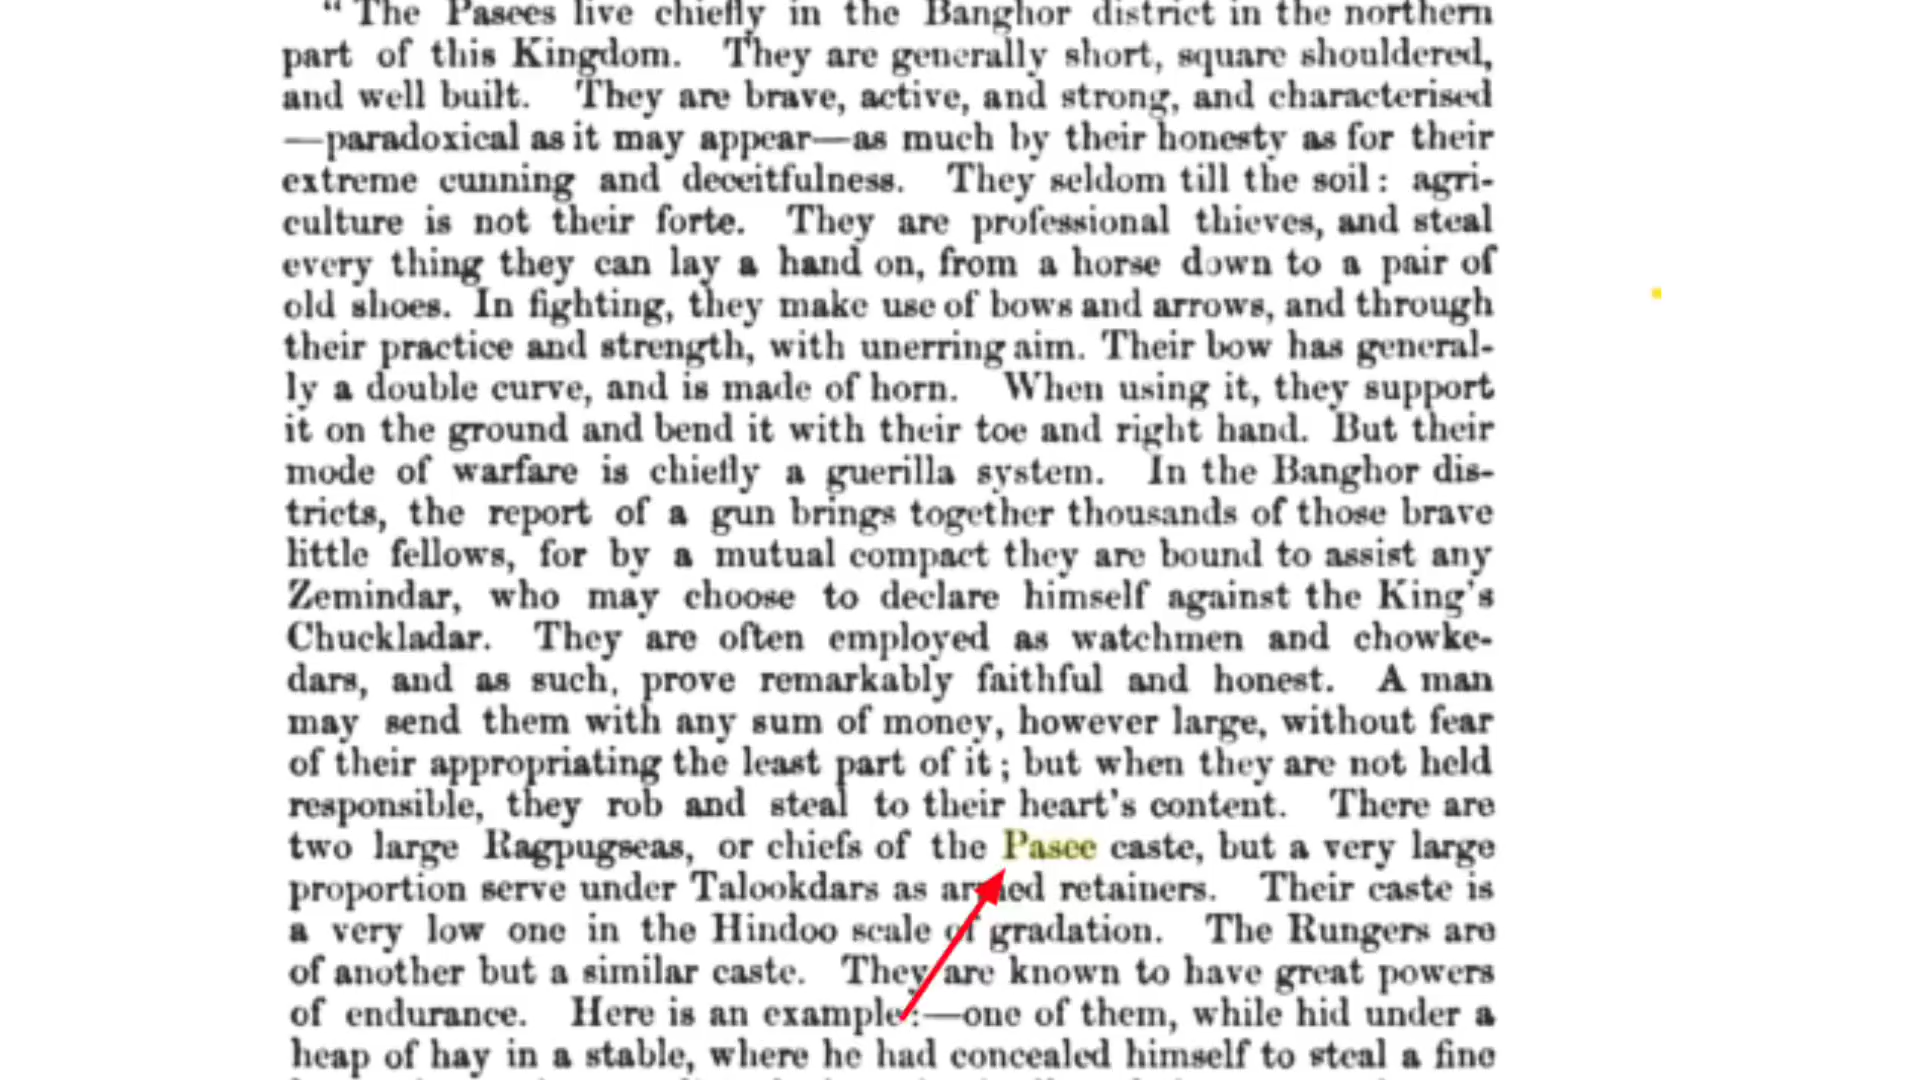 “ The Pasees live chiefly in the Banghor district in the northern
part of this Kingdom. They are generally short, square shouldered,
and well built. They are brave, active, and strong, and characterised
—paradoxical as it may appear—as much by their honesty as for their
extreme cunning and deceitfulness. They seldom till the soil : agri-
culture is not their forte. They are professional thieves, and steal
every thing they can lay a hand on, from a horse down to a pair of
old shoes. In fighting, they make use of bows and arrows, and through
their practice and strength, with unerring aim. Their bow has general-
ly a double curve, and is made of horn. When using it, they support
it on the ground and bend it with their toe and right hand. But their
mode of warfare is chiefly a guerilla system. In the Banghor dis-
tricts, the report of a gun brings together thousands of those brave
little fellows, for by a mutual compact they are bound to assist any
Zemindar, who may choose to declare himself against the King's
Chuckladar. They are often employed as watchmen and chowke-
dars, and as such, prove remarkably faithful and honest. A man
may send them with any sum of money, however large, without fear
of their appropriating the least part of it ; but when they are not held
responsible, they rob and steal to their heart's content. There are
two large Ragpugseas, or chiefs of the Pasee caste, but a very large
proportion serve under Talookdars as armed retainers. Their caste is
a very low one in the Hindoo scale of gradation. The Rungers are
of another but a similar caste. They are known to have great powers
of endurance. Here is an example :—one of them, while hid under a
heap of hay in a stable, where he had concealed himself to steal a fine